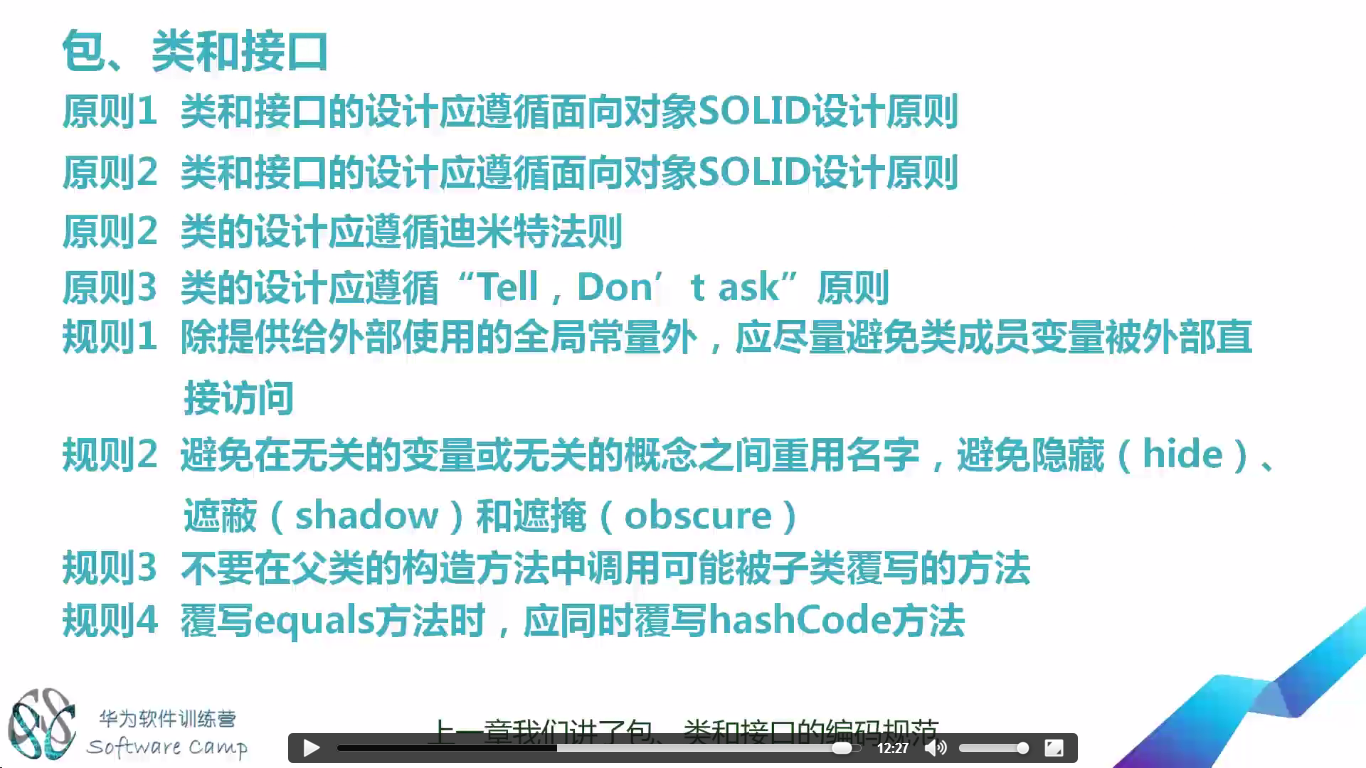 包、类和接口
原则1 类和接口的设计应遵循面向对象SOLID设计原则
原则2 类和接口的设计应遵循面向对象SOLID设计原则
原则2 类的设计应遵循迪米特法则
原则3 类的设计应遵循“Tell，Don’t ask”原则
规则1 除提供给外部使用的全局常量外，应尽量避免类成员变量被外部直
接访问
规则2 避免在无关的变量或无关的概念之间重用名字，避免隐藏（hide）、
遮蔽（shadow）和遮掩（obscure）
规则3 不要在父类的构造方法中调用可能被子类覆写的方法
规则4 覆写equals方法时，应同时覆写hashCode方法
华为软件训练营
Software Camp
上一章我们讲了包、类和接口的编码规范
12:27